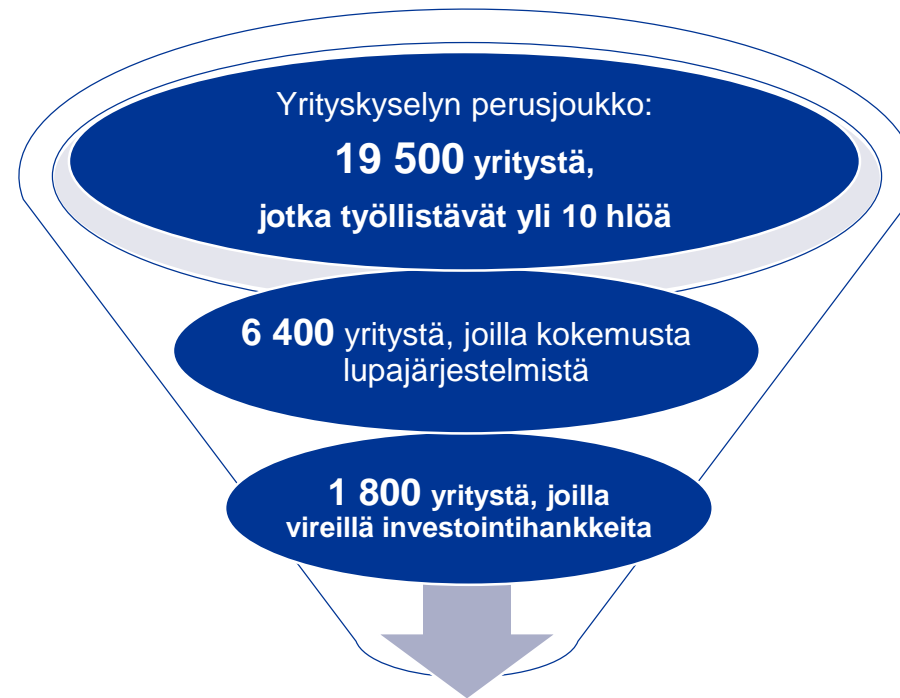 Yrityskyselyn perusjoukko:
19 500 yritystä,
jotka työllistävät yli 10 hlöä
6 400 yritystä, joilla kokemusta
lupajärjestelmistä
1 800 yritystä, joilla
vireillä investointihankkeita